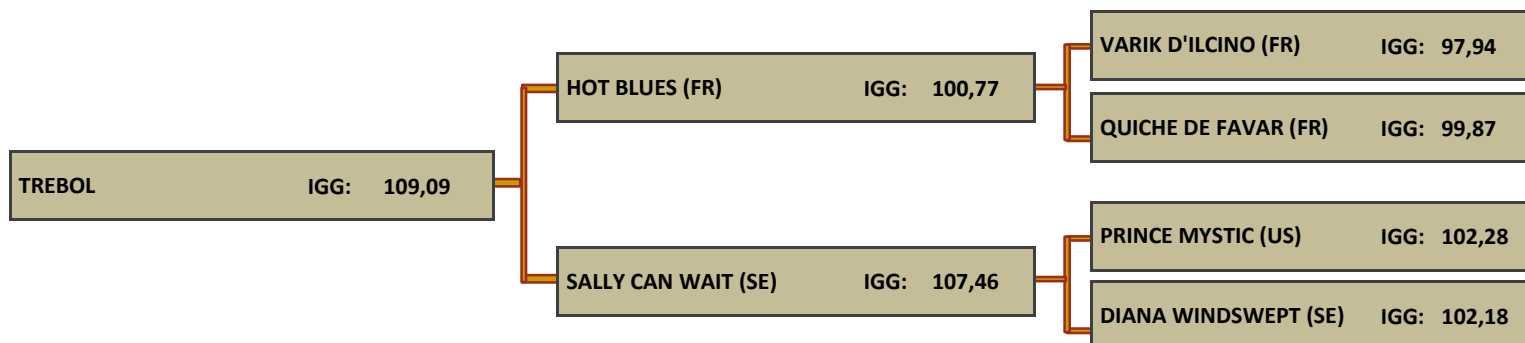 VARIK D'ILCINO (FR) IGG: 97,94
HOT BLUES (FR) IGG: 100,77
QUICHE DE FAVAR (FR) IGG: 99,87
TREBOL IGG: 109,09
PRINCE MYSTIC (US) IGG: 102,28
SALLY CAN WAIT (SE) IGG: 107,46
DIANA WINDSWEPT (SE) IGG: 102,18